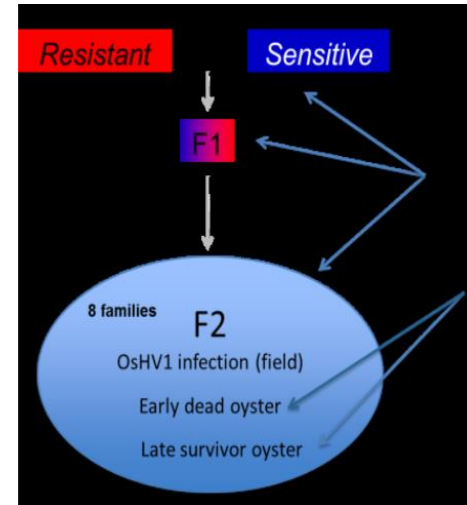 Resistant Sensitive
F1
8 families
F2
OsHV1 infection (field)
Early dead oyster
Late survivor oyster